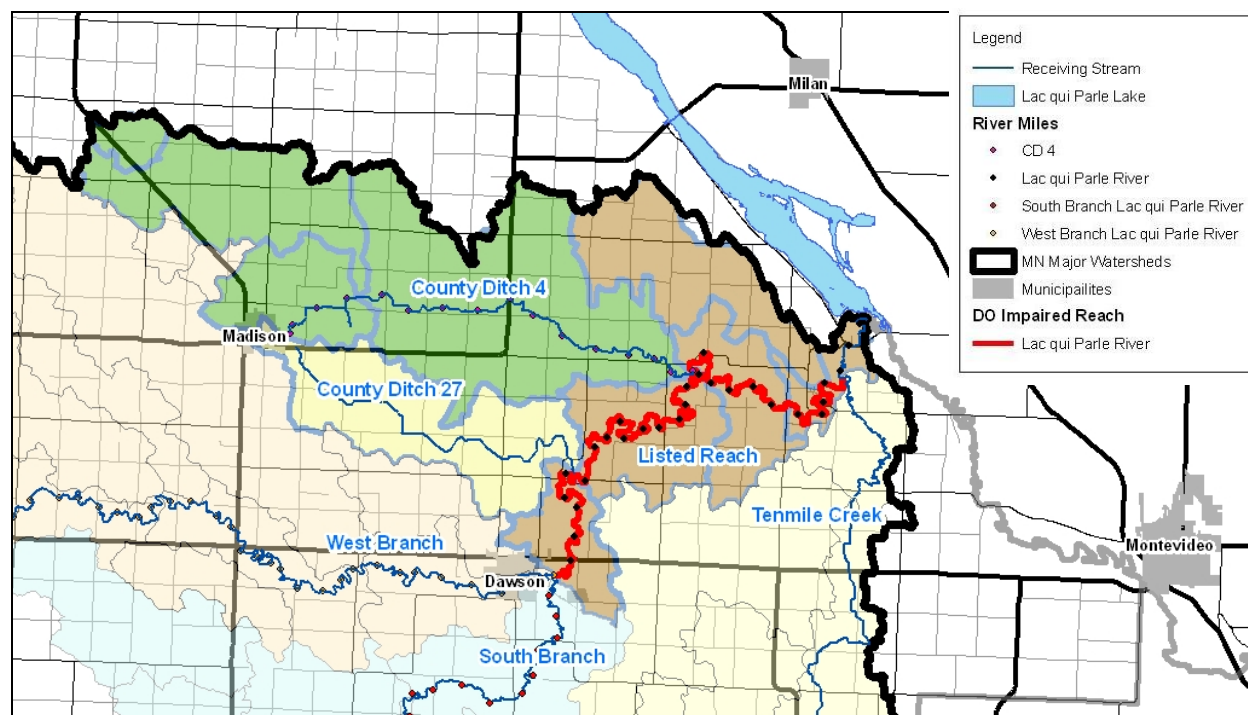 Milan
County Ditch 4
Madison
County Ditch 27
Listed Reach
Tenmile Creek
West Branch
Montevideo
Dawson
South Branch
Legend
Receiving Stream
Lac qui Parle Lake
River Miles
CD 4
Lac qui Parle River
South Branch Lac qui Parle River
West Branch Lac qui Parle River
MN Major Watersheds
Municipailites
DO Impaired Reach
Lac qui Parle River